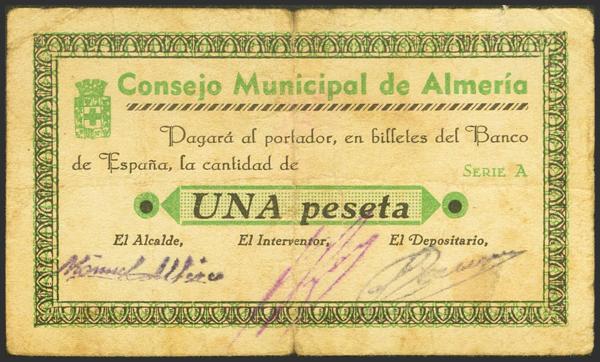 Consejo Municipal de Almería
Pagará al portador, en billetes del Banco
de España, la cantidad de
SERIE A
UNA peseta
El Alcalde, El Interventor, El Depositario,